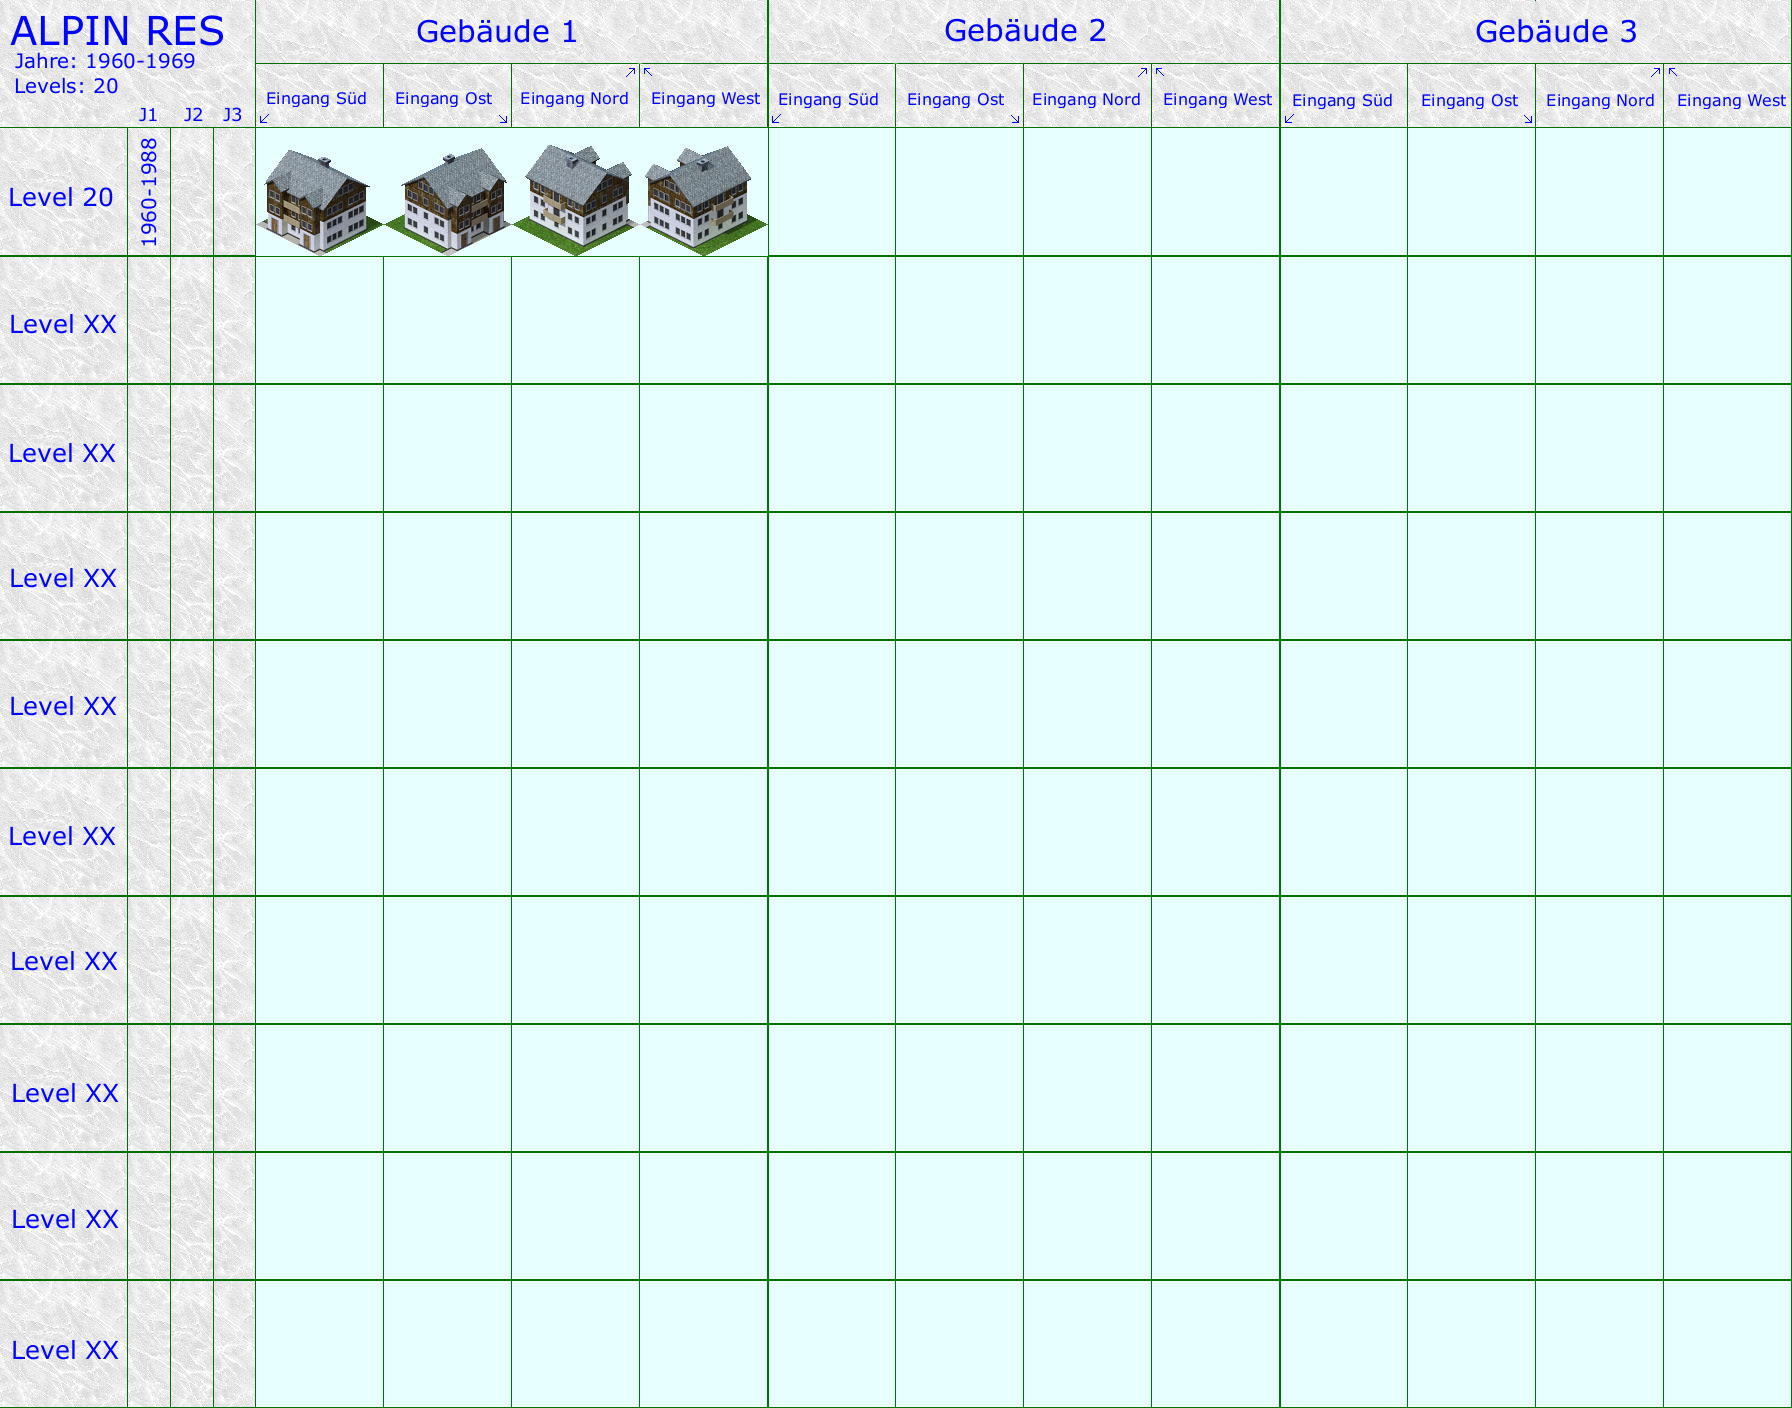 ALPIN RES
Jahre: 1960-1969
Levels: 20
J1 J2 J3
Gebäude 1 Gebäude 2 Gebäude 3
Eingang Süd Eingang Ost Eingang Nord Eingang West Eingang Süd Eingang Ost Eingang Nord Eingang West Eingang Süd Eingang Ost Eingang Nord Eingang West
Level 20 1960-1988
Level XX
Level XX
Level XX
Level XX
Level XX
Level XX
Level XX
Level XX
Level XX